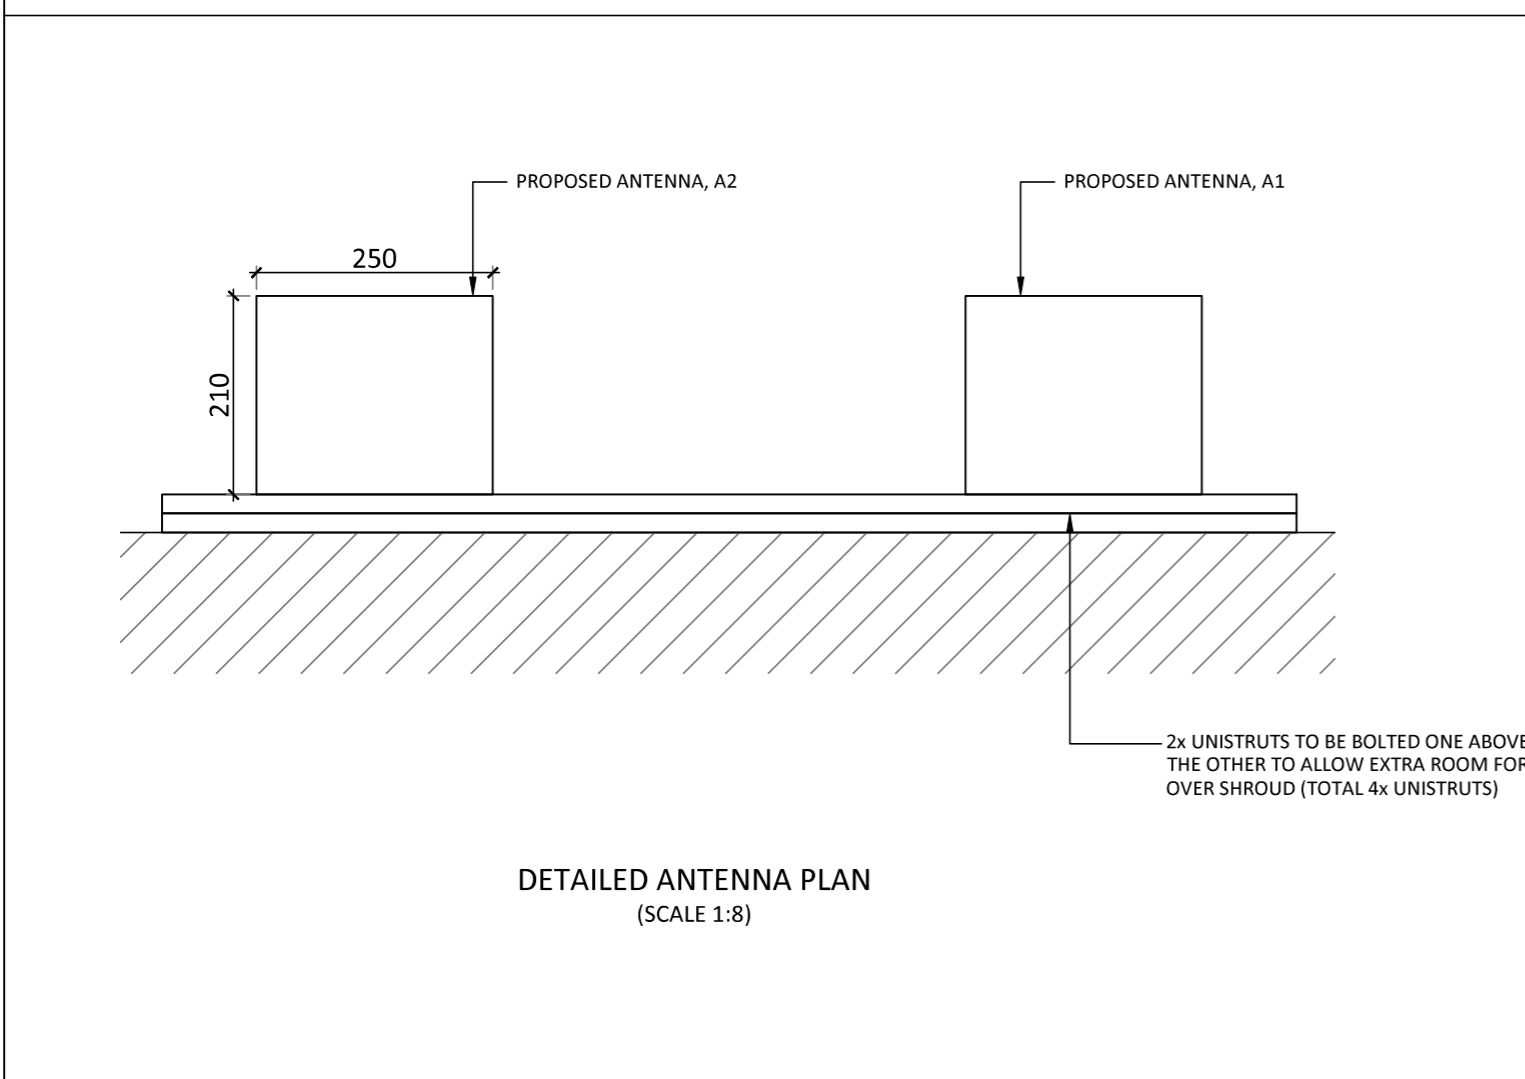 PROPOSED ANTENNA, A2
PROPOSED ANTENNA, A1
250
210
2x UNISTRUTS TO BE BOLTED ONE ABOVE
THE OTHER TO ALLOW EXTRA ROOM FOR
OVER SHROUD (TOTAL 4x UNISTRUTS)
DETAILED ANTENNA PLAN
(SCALE 1:8)